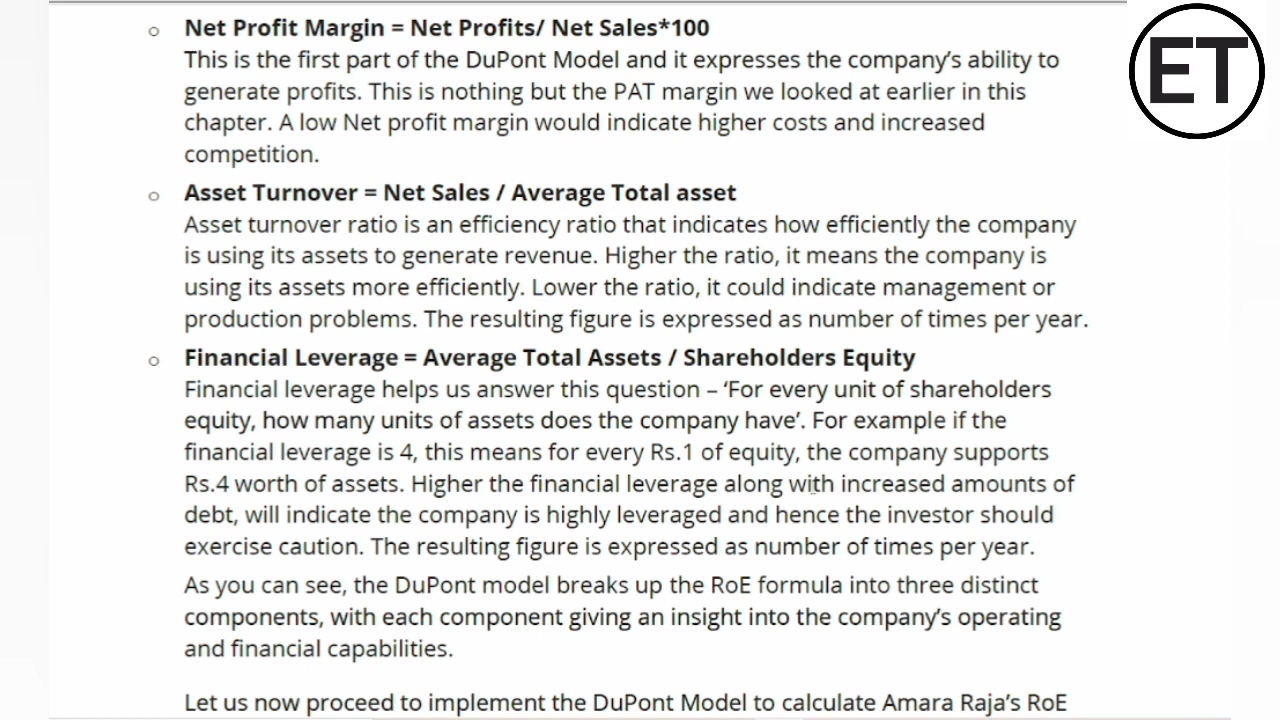 ET
Net Profit Margin = Net Profits/ Net Sales*100
This is the first part of the DuPont Model and it expresses the company's ability to
generate profits. This is nothing but the PAT margin we looked at earlier in this
chapter. A low Net profit margin would indicate higher costs and increased
competition.
Asset Turnover = Net Sales / Average Total asset
Asset turnover ratio is an efficiency ratio that indicates how efficiently the company
is using its assets to generate revenue. Higher the ratio, it means the company is
using its assets more efficiently. Lower the ratio, it could indicate management or
production problems. The resulting figure is expressed as number of times per year.
Financial Leverage = Average Total Assets / Shareholders Equity
Financial leverage helps us answer this question – ‘For every unit of shareholders
equity, how many units of assets does the company have’. For example if the
financial leverage is 4, this means for every Rs.1 of equity, the company supports
Rs.4 worth of assets. Higher the financial leverage along with increased amounts of
debt, will indicate the company is highly leveraged and hence the investor should
exercise caution. The resulting figure is expressed as number of times per year.
As you can see, the DuPont model breaks up the RoE formula into three distinct
components, with each component giving an insight into the company's operating
and financial capabilities.
Let us now proceed to implement the DuPont Model to calculate Amara Raja's RoE